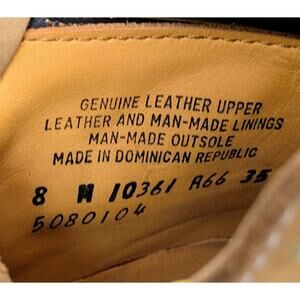 GENUINE LEATHER UPPER
LEATHER AND MAN-MADE LININGS
MAN-MADE OUTSOLE
MADE IN DOMINICAN REPUBLIC
8 M 10361 A66 35
5080104